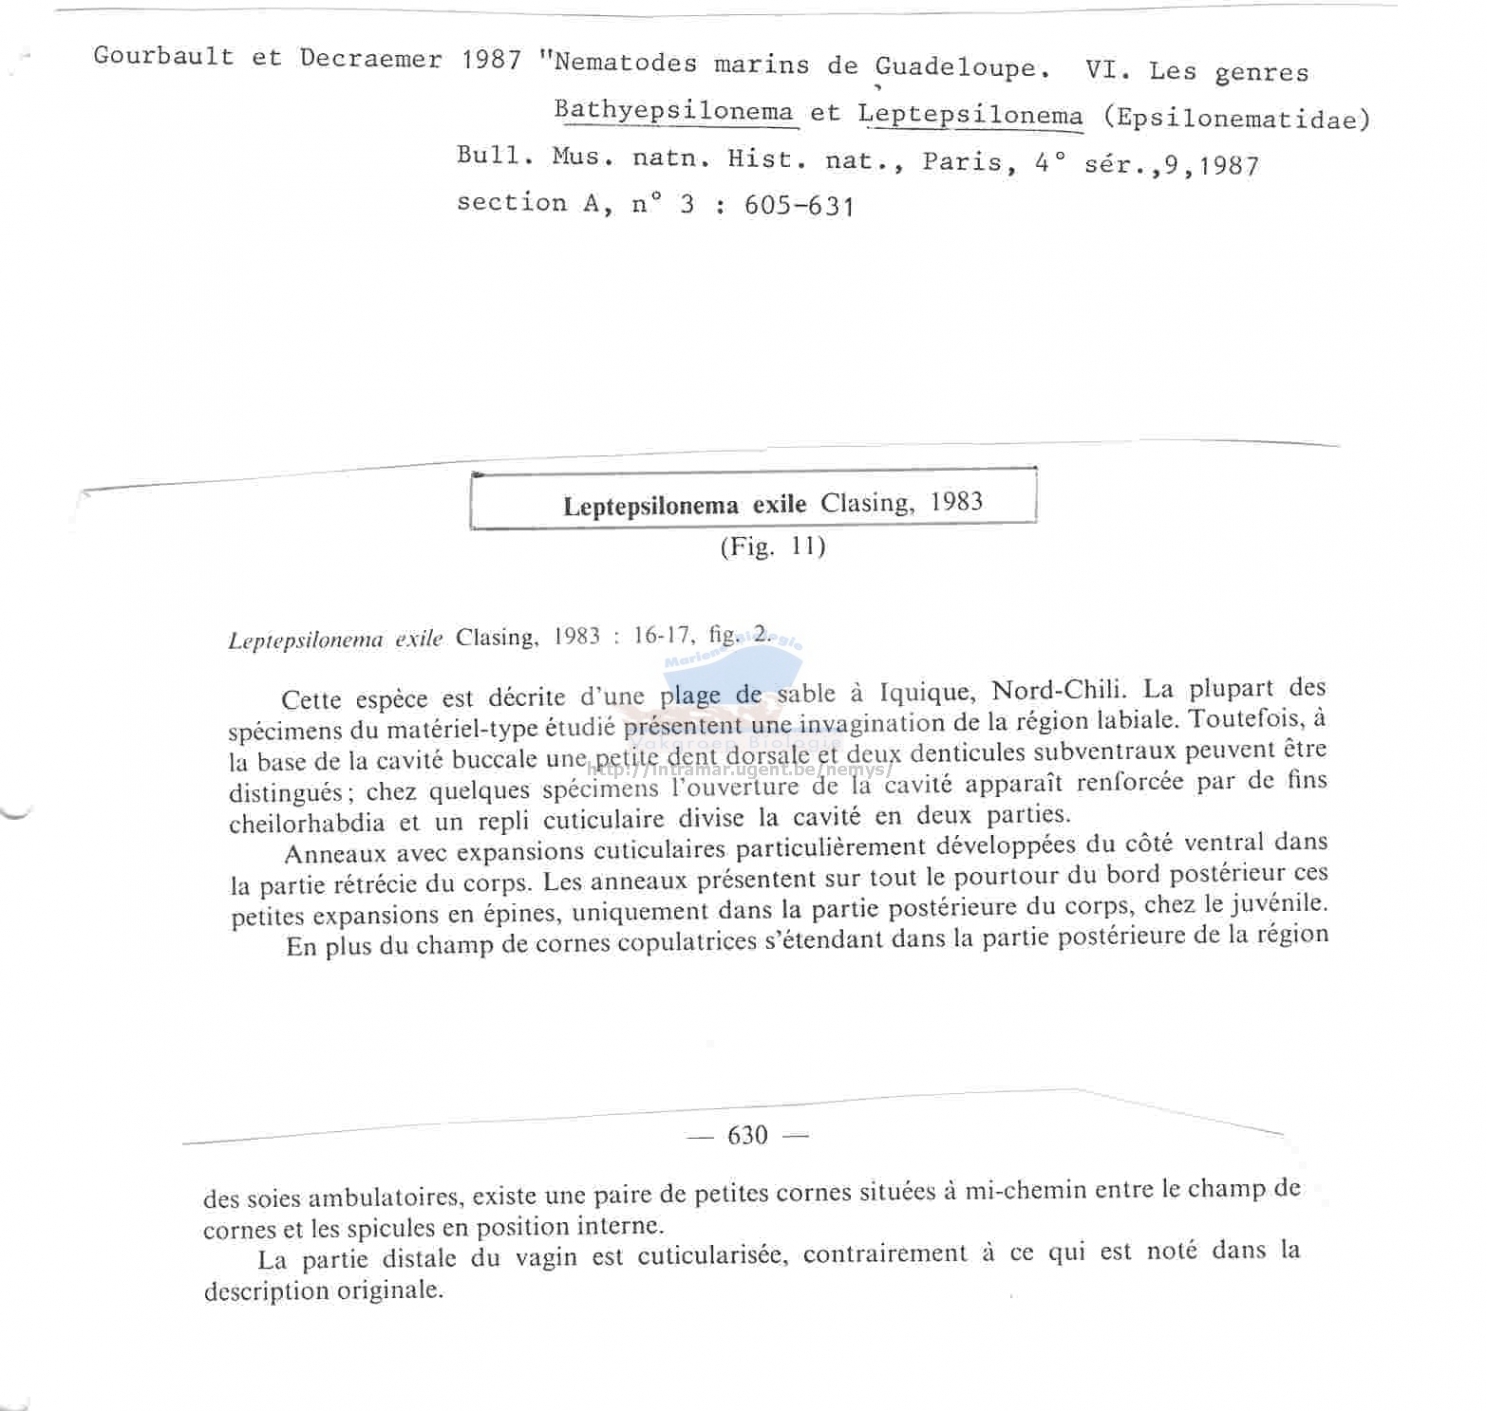 Gourbault et Decraemer 1987 "Nematodes marins de Guadeloupe. VI. Les genres
Bathyepsilonema et Leptepsilonema (Epsilonematidae)
Bull. Mus. natn. Hist. nat., Paris, 4° sér.,9,1987
section A, n° 3 : 605-631
Leptepsilonema exile Clasing, 1983
(Fig. 11)
Leptepsilonema exile Clasing, 1983 : 16-17, fig. 2.
Mariene biologie
Cette espèce est décrite d'une plage de sable à Iquique, Nord-Chili. La plupart des
spécimens du matériel-type étudié présentent une invagination de la région labiale. Toutefois, à
Vakgroep Biologie
la base de la cavité buccale une petite dent dorsale et deux denticules subventraux peuvent être
http://intramar.ugent.be/nemys/
distingués ; chez quelques spécimens l'ouverture de la cavité apparaît renforcée par de fins
cheilorhabdia et un repli cuticulaire divise la cavité en deux parties.
Anneaux avec expansions cuticulaires particulièrement développées du côté ventral dans
la partie rétrécie du corps. Les anneaux présentent sur tout le pourtour du bord postérieur ces
petites expansions en épines, uniquement dans la partie postérieure du corps, chez le juvénile.
En plus du champ de cornes copulatrices s'étendant dans la partie postérieure de la région
— 630 —
des soies ambulatoires, existe une paire de petites cornes situées à mi-chemin entre le champ de
cornes et les spicules en position interne.
La partie distale du vagin est cuticularisée, contrairement à ce qui est noté dans la
description originale.